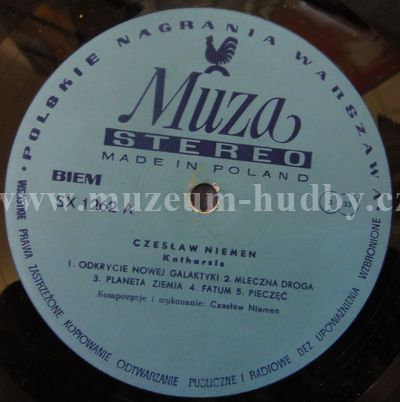 POLSKIE NAGRANIA WARSZAWA
Muza
STEREO
MADE IN POLAND
BIEM
SX 1262 A
33
www.muzeum-hudby.cz
CZESŁAW NIEMEN
Katharsis
1. ODKRYCIE NOWEJ GALAKTYKI 2. MLECZNA DROGA
3. PLANETA ZIEMIA 4. FATUM 5. PIECZĘĆ
Kompozycje i wykonanie: Czesław Niemen
WSZYSTKIE PRAWA ZASTRZEŻONE KOPIOWANIE ODTWARZANIE PUBLICZNE I RADIOWE BEZ UPOWAŻNIENIA WZBRONIONE